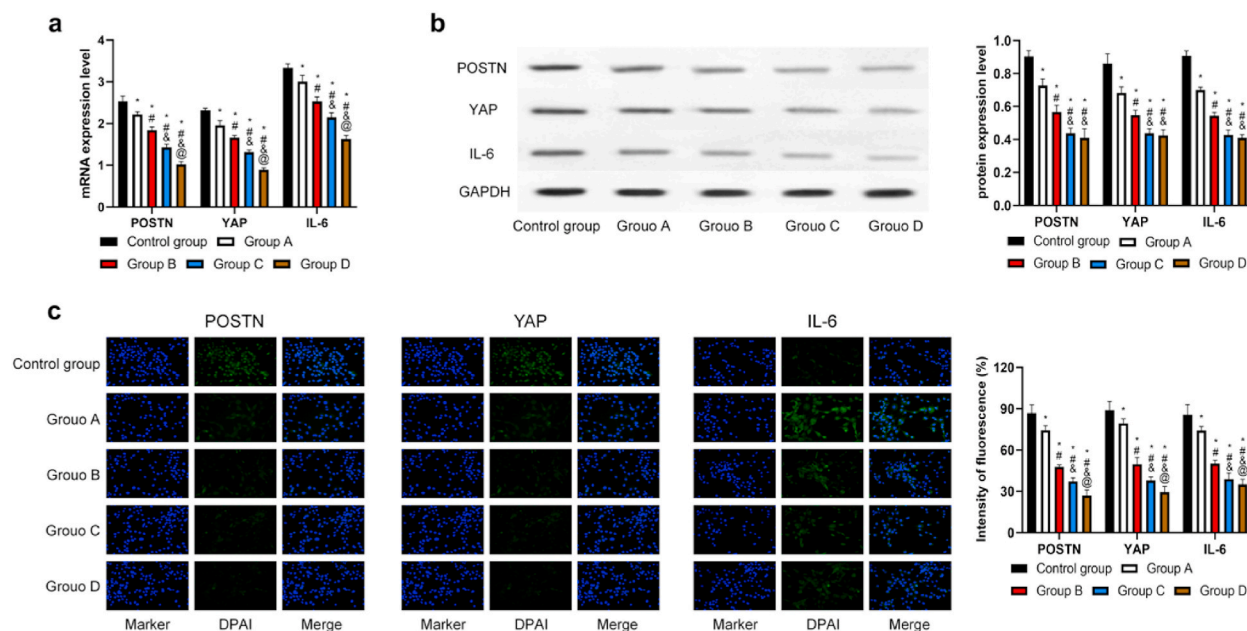 a
mRNA expression level
4
3
2
1
0
* * # * # & * # & @
* * # * # & * # & @
* * # * # & * # & @
POSTN YAP IL-6
Control group Group A
Group B Group C Group D
b
POSTN
YAP
IL-6
GAPDH
Control group Grouo A Grouo B Grouo C Grouo D
protein expression level
1.0
0.8
0.6
0.4
0.2
0.0
* * # * # & * # &
* * # * # & * # &
* * # * # & * # &
POSTN YAP IL-6
Control group Group A
Group B Group C Group D
c
POSTN YAP IL-6
Control group
Grouo A
Grouo B
Grouo C
Grouo D
Marker DPAI Merge Marker DPAI Merge Marker DPAI Merge
Intensity of fluorescence (%)
120
90
60
30
0
* * # * # & * # & @
* * # * # & * # & @
* * # * # & * # & @
POSTN YAP IL-6
Control group Group A
Group B Group C Group D